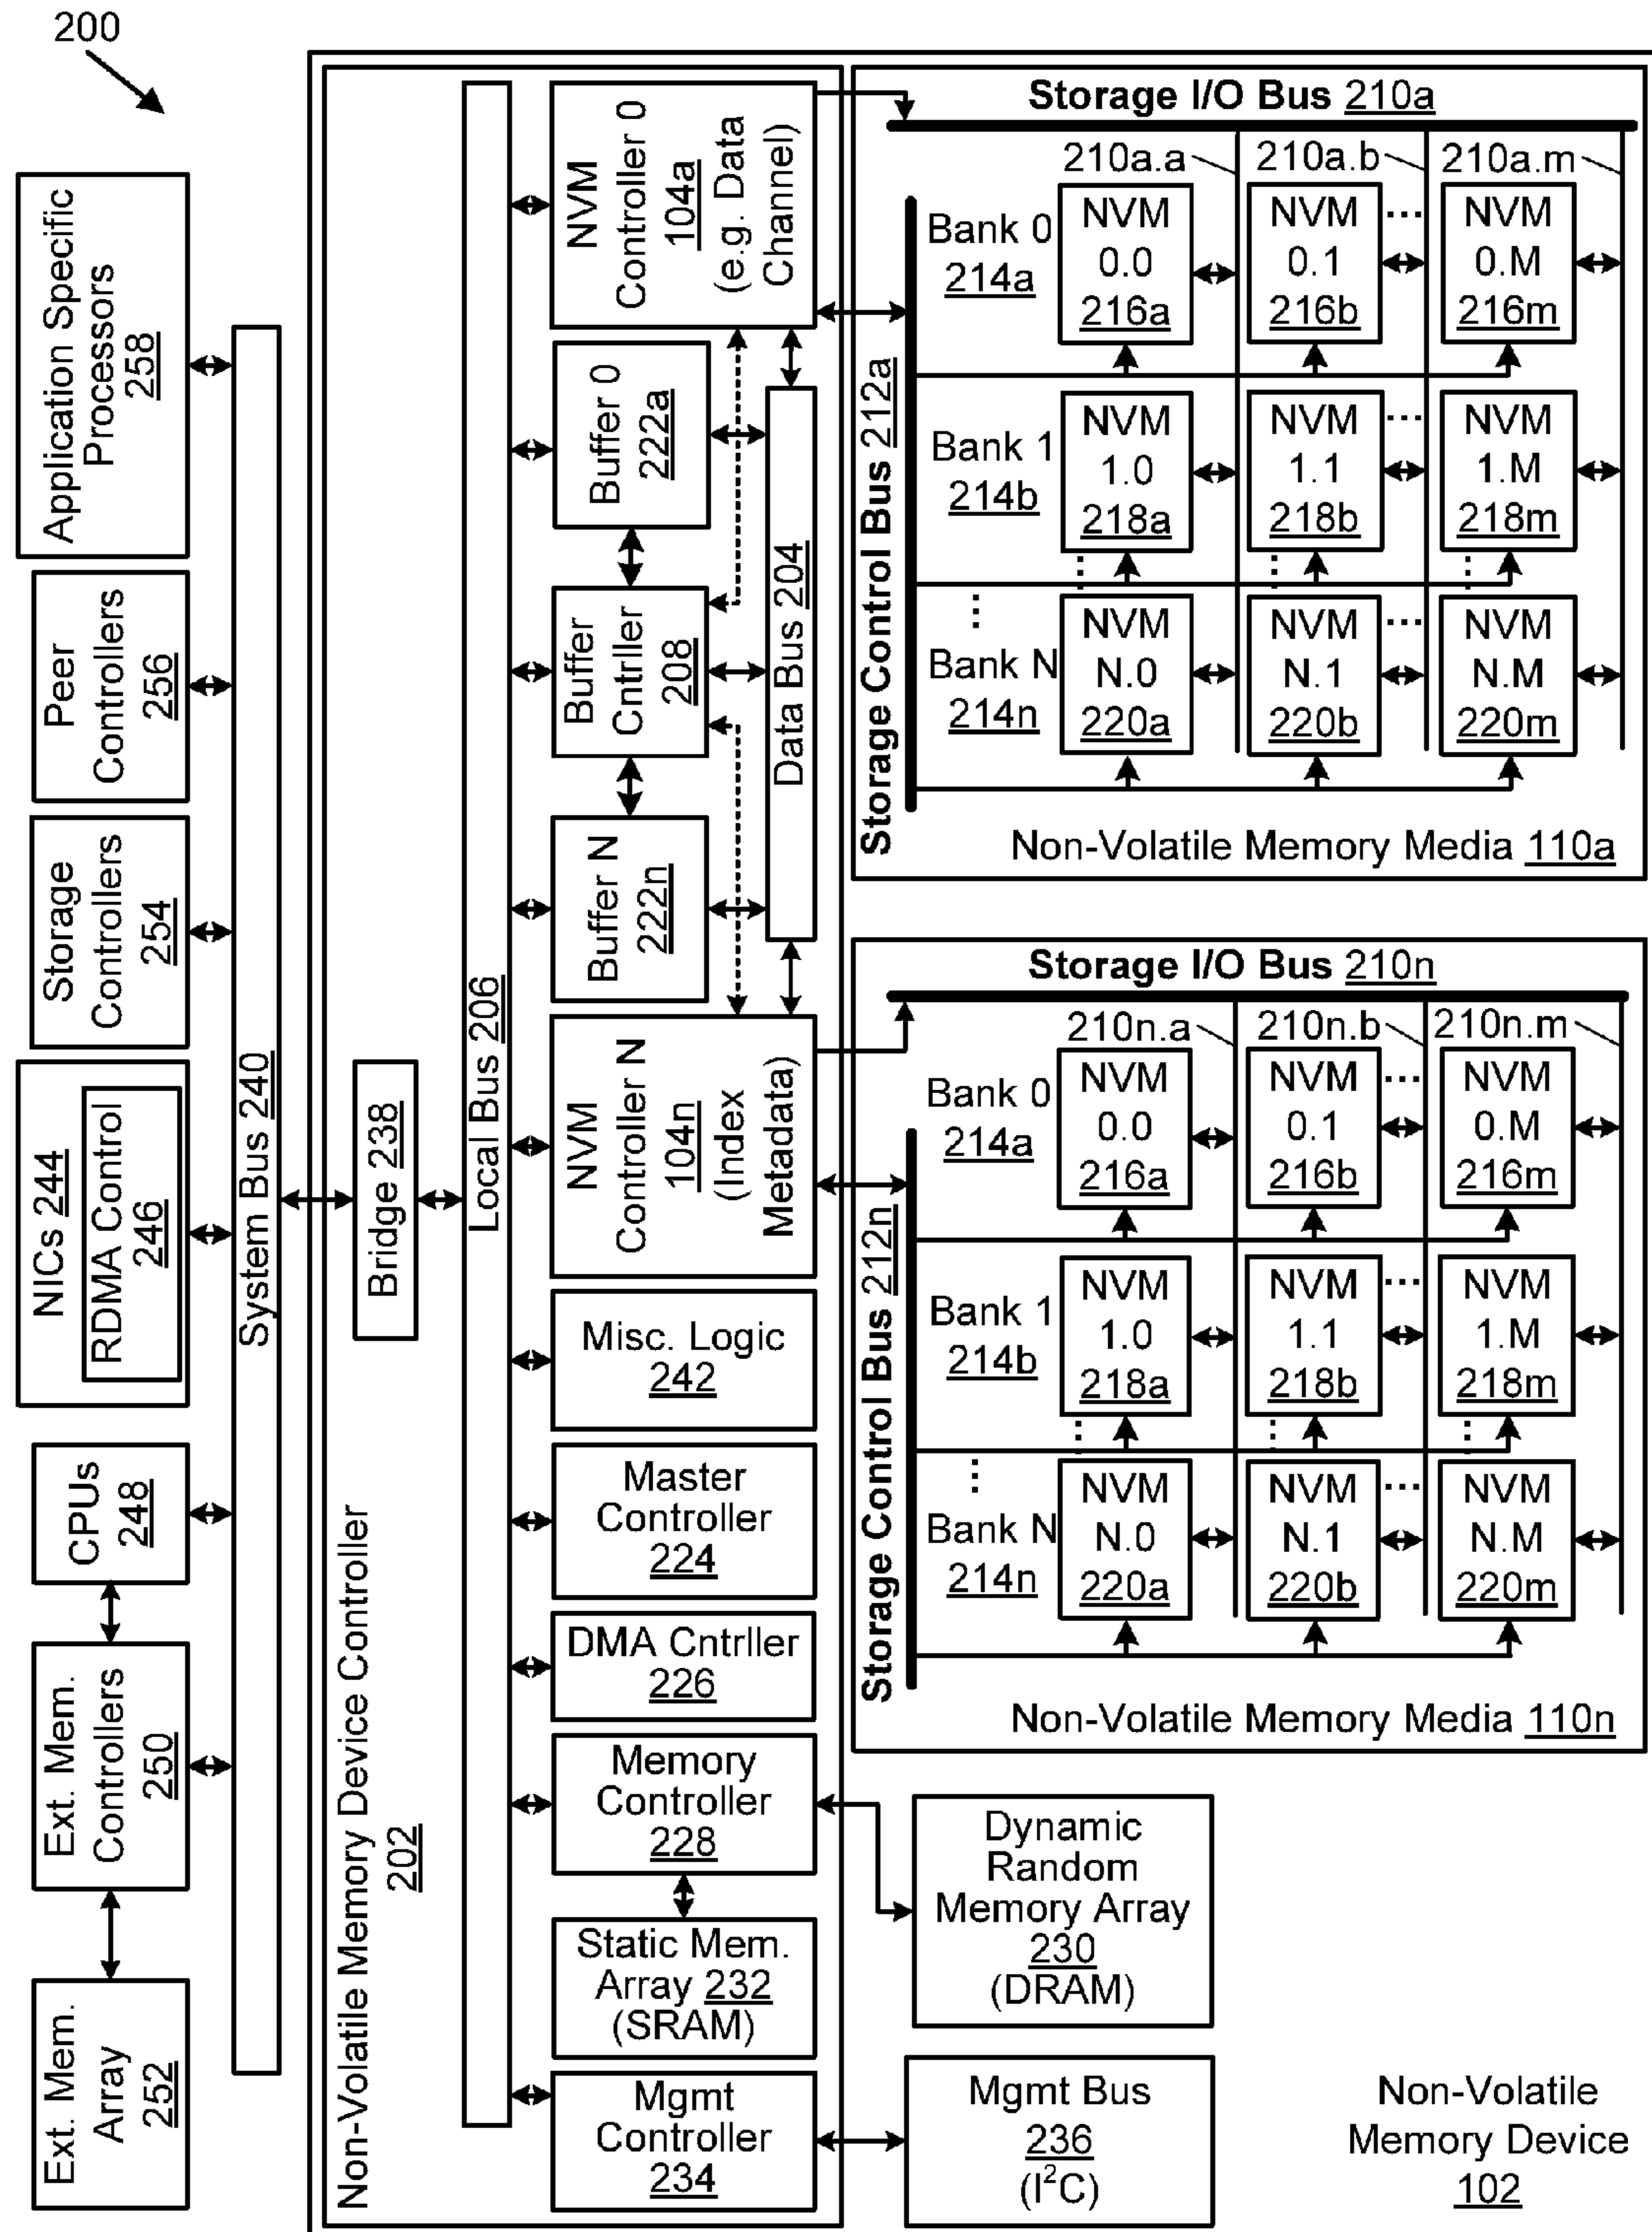 200
Application Specific
Processors
258
Peer
Controllers
256
Storage
Controllers
254
NICs 244
RDMA Control
246
CPUs
248
Ext. Mem.
Controllers
250
Ext. Mem.
Array
252
System Bus 240
Bridge 238
Non-Volatile Memory Device Controller
202
Local Bus 206
NVM
Controller 0
104a
(e.g. Data
Channel)
Buffer 0
222a
Buffer
Cntrller
208
Buffer N
222n
Data Bus 204
NVM
Controller N
104n
(Index
Metadata)
Misc. Logic
242
Master
Controller
224
DMA Cntrller
226
Memory
Controller
228
Static Mem.
Array 232
(SRAM)
Mgmt
Controller
234
Storage I/O Bus 210a
210a.a
210a.b
210a.m
Storage Control Bus 212a
Bank 0
214a
NVM
0.0
216a
NVM
0.1
216b
...
NVM
0.M
216m
Bank 1
214b
NVM
1.0
218a
NVM
1.1
218b
...
NVM
1.M
218m
⋮
⋮
⋮
⋮
Bank N
214n
NVM
N.0
220a
NVM
N.1
220b
...
NVM
N.M
220m
Non-Volatile Memory Media 110a
Storage I/O Bus 210n
210n.a
210n.b
210n.m
Storage Control Bus 212n
Bank 0
214a
NVM
0.0
216a
NVM
0.1
216b
...
NVM
0.M
216m
Bank 1
214b
NVM
1.0
218a
NVM
1.1
218b
...
NVM
1.M
218m
⋮
⋮
⋮
⋮
Bank N
214n
NVM
N.0
220a
NVM
N.1
220b
...
NVM
N.M
220m
Non-Volatile Memory Media 110n
Dynamic
Random
Memory Array
230
(DRAM)
Mgmt Bus
236
(I²C)
Non-Volatile
Memory Device
102